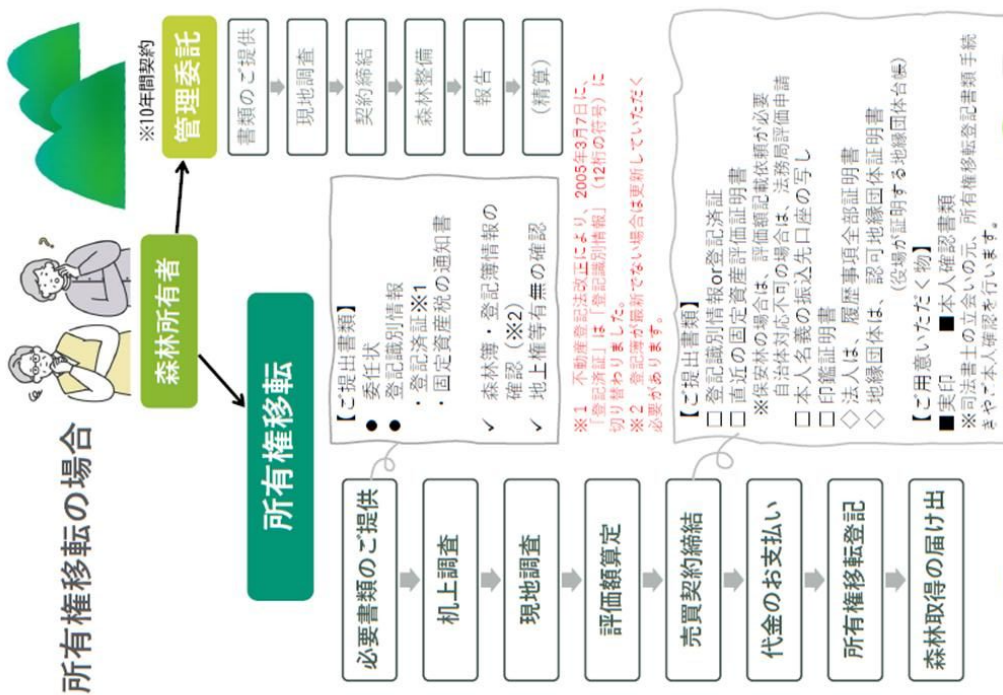 所有権移転の場合
森林所有者
※10年間契約
管理委託
書類のご提供
現地調査
契約締結
森林整備
報告
(精算)
所有権移転
必要書類のご提供
机上調査
現地調査
評価額算定
売買契約締結
代金のお支払い
所有権移転登記
森林取得の届け出
【ご提出書類】
● 委任状
● 登記識別情報
・登記済証※1
・固定資産税の通知書
✓ 森林簿・登記簿情報の
確認（※2）
✓ 地上権等有無の確認
※1 不動産登記法改正により、2005年3月7日に、
「登記済証」は「登記識別情報」（12桁の符号）に
切り替わりました。
※2 登記簿が最新でない場合は更新していただく
必要があります。
【ご提出書類】
□ 登記識別情報or登記済証
□ 直近の固定資産評価証明書
※保安林の場合は、評価額記載依頼が必要
自治体対応不可の場合は、法務局評価申請
□ 本人名義の振込先口座の写し
□ 印鑑証明書
◇ 法人は、履歴事項全部証明書
◇ 地縁団体は、認可地縁団体証明書
(役場が証明する地縁団体台帳)
【ご用意いただく物】
■実印 ■本人確認書類
※司法書士の立会いの元、所有権移転登記書類手続
きやご本人確認を行います。